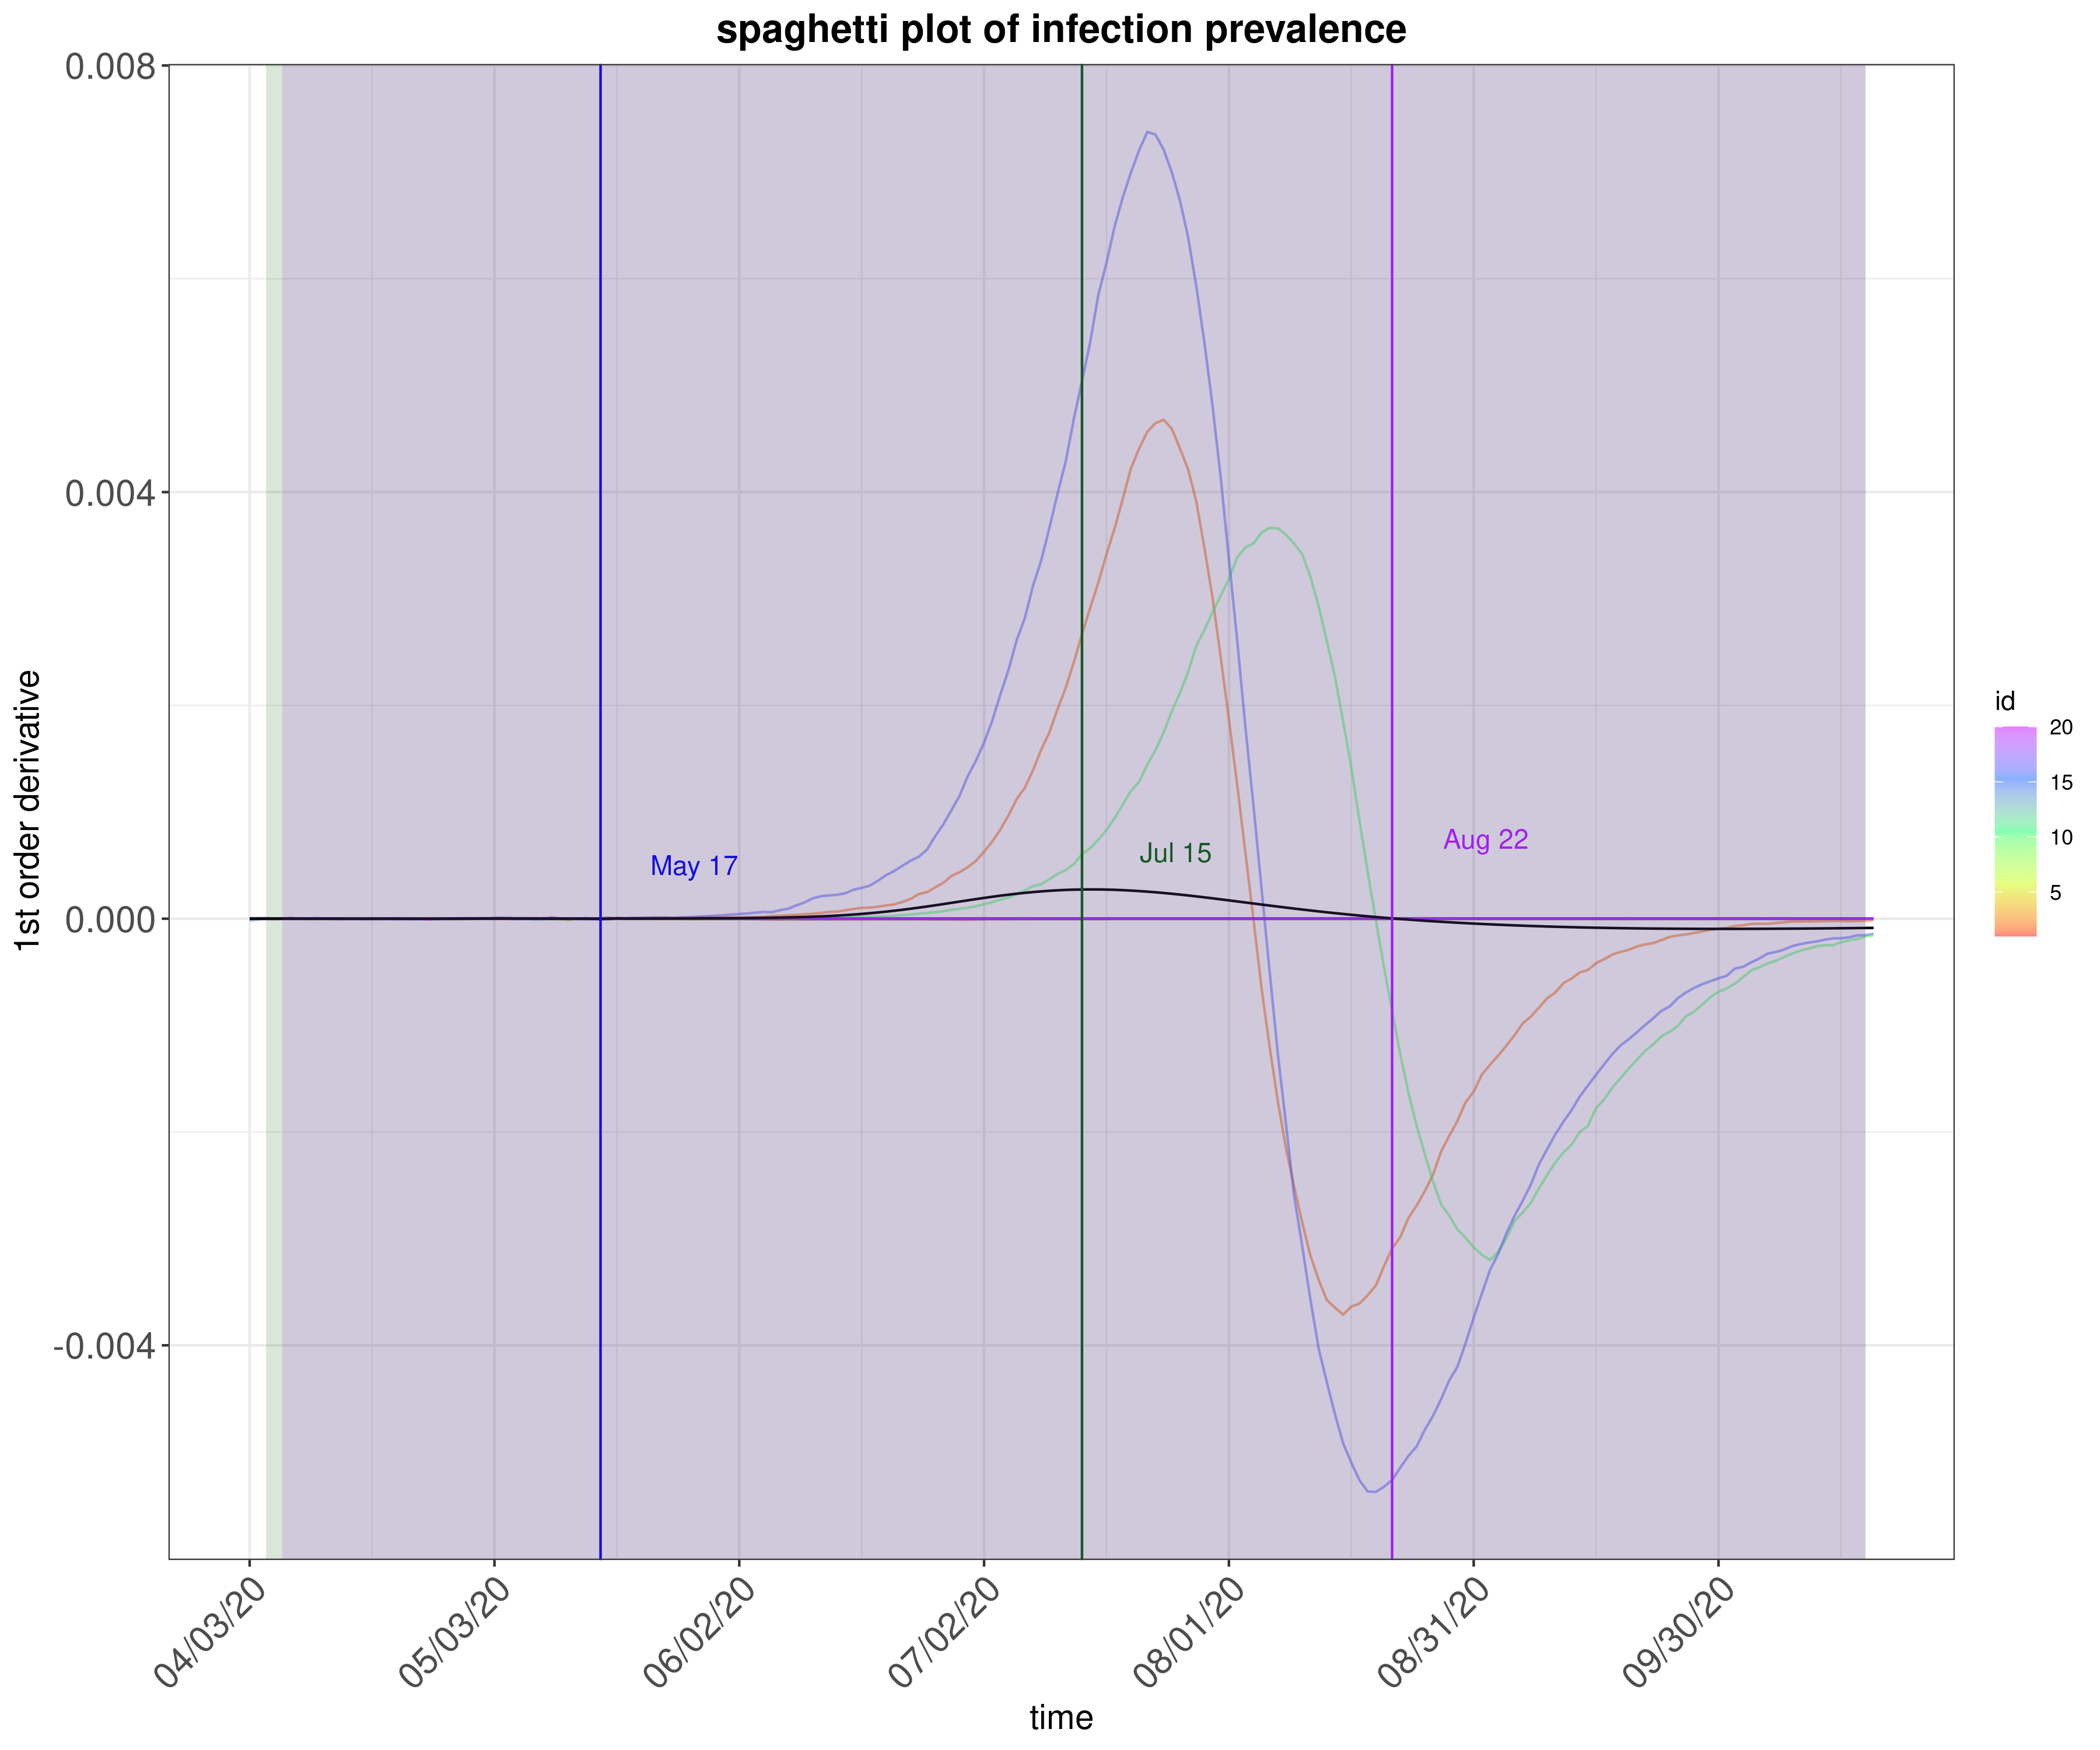 spaghetti plot of infection prevalence
0.008
0.004
0.000
-0.004
1st order derivative
May 17
Jul 15
Aug 22
id
20
15
10
5
04/03/20
05/03/20
06/02/20
07/02/20
08/01/20
08/31/20
09/30/20
time